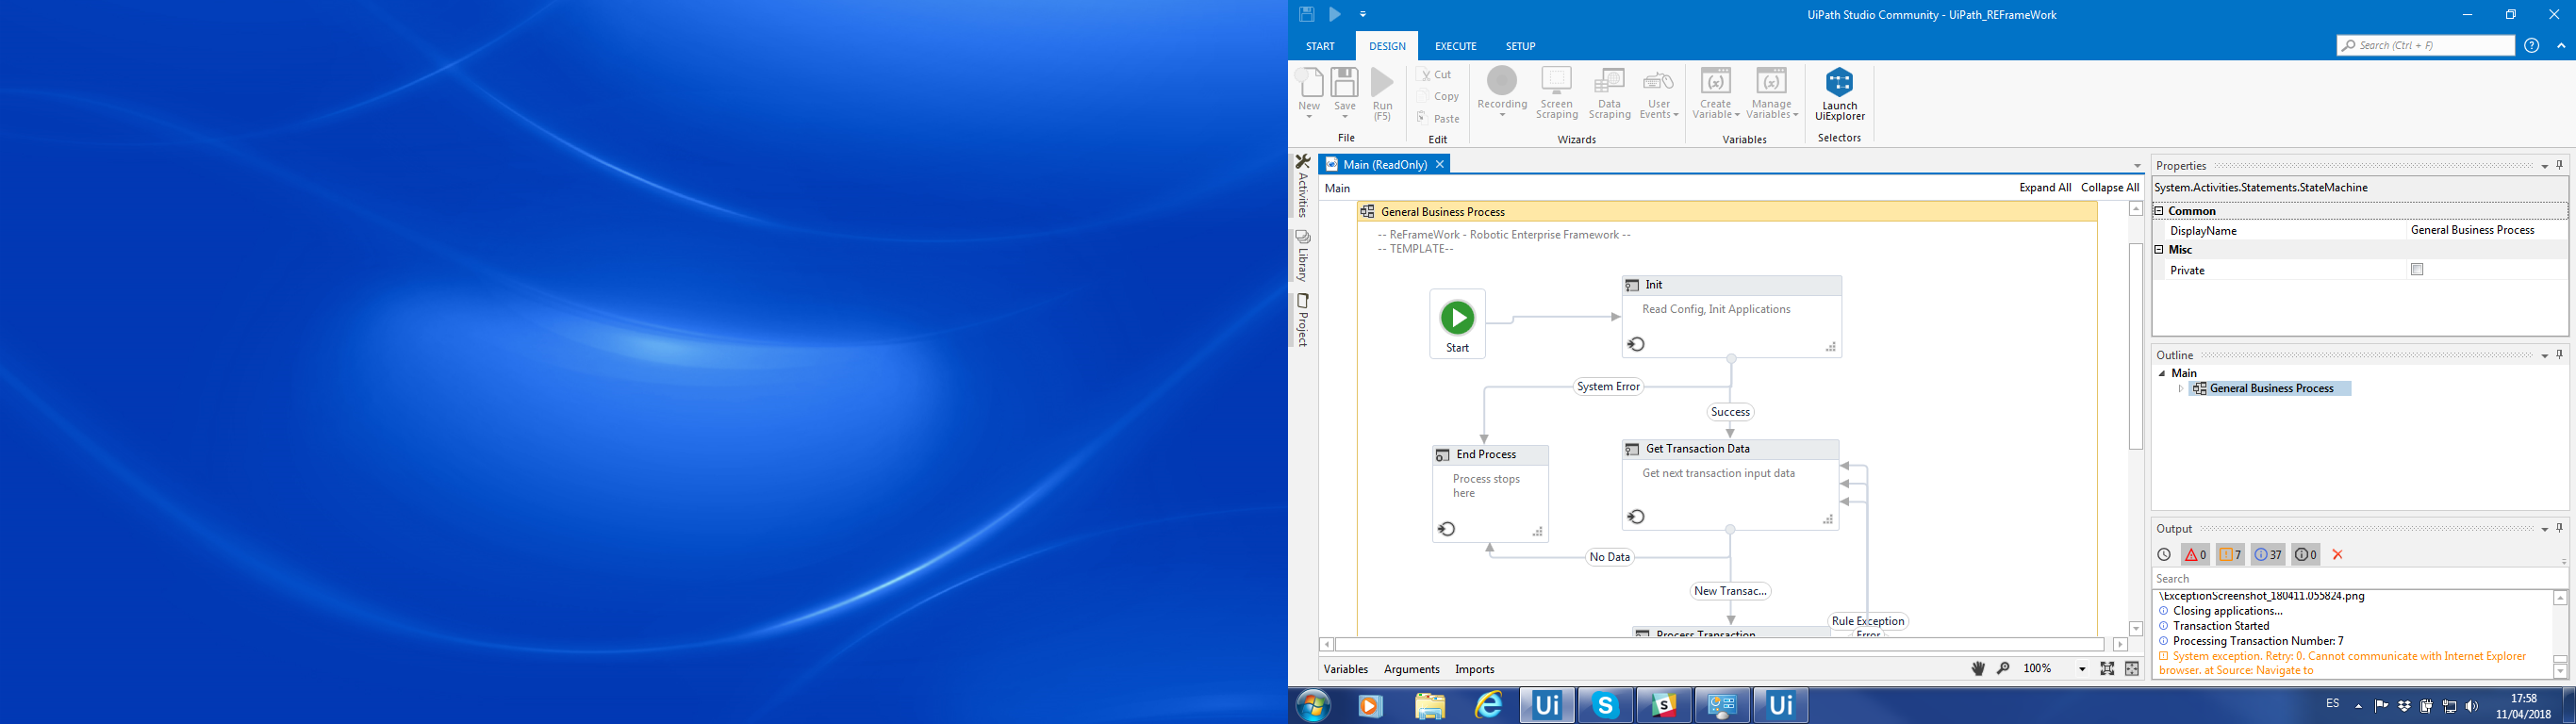 UiPath Studio Community - UiPath_REFrameWork
START DESIGN EXECUTE SETUP
Search (Ctrl + F)
New Save Run (F5)
File
Cut
Copy
Paste
Edit
Recording Screen Scraping Data Scraping User Events
Wizards
Create Variable Manage Variables
Variables
Launch UiExplorer
Selectors
Activities
Library
Project
Main (ReadOnly)
Main
Expand All Collapse All
General Business Process
-- ReFrameWork - Robotic Enterprise Framework --
-- TEMPLATE--
Start
Init
Read Config, Init Applications
System Error
Success
End Process
Process stops
here
Get Transaction Data
Get next transaction input data
No Data
New Transac...
Rule Exception
Error
Process Transaction
Variables Arguments Imports
100%
Properties
System.Activities.Statements.StateMachine
Common
DisplayName General Business Process
Misc
Private
Outline
Main
General Business Process
Output
0 7 37 0
Search
\ExceptionScreenshot_180411.055824.png
Closing applications...
Transaction Started
Processing Transaction Number: 7
System exception. Retry: 0. Cannot communicate with Internet Explorer
browser. at Source: Navigate to
Ui S S Ui
ES
17:58
11/04/2018